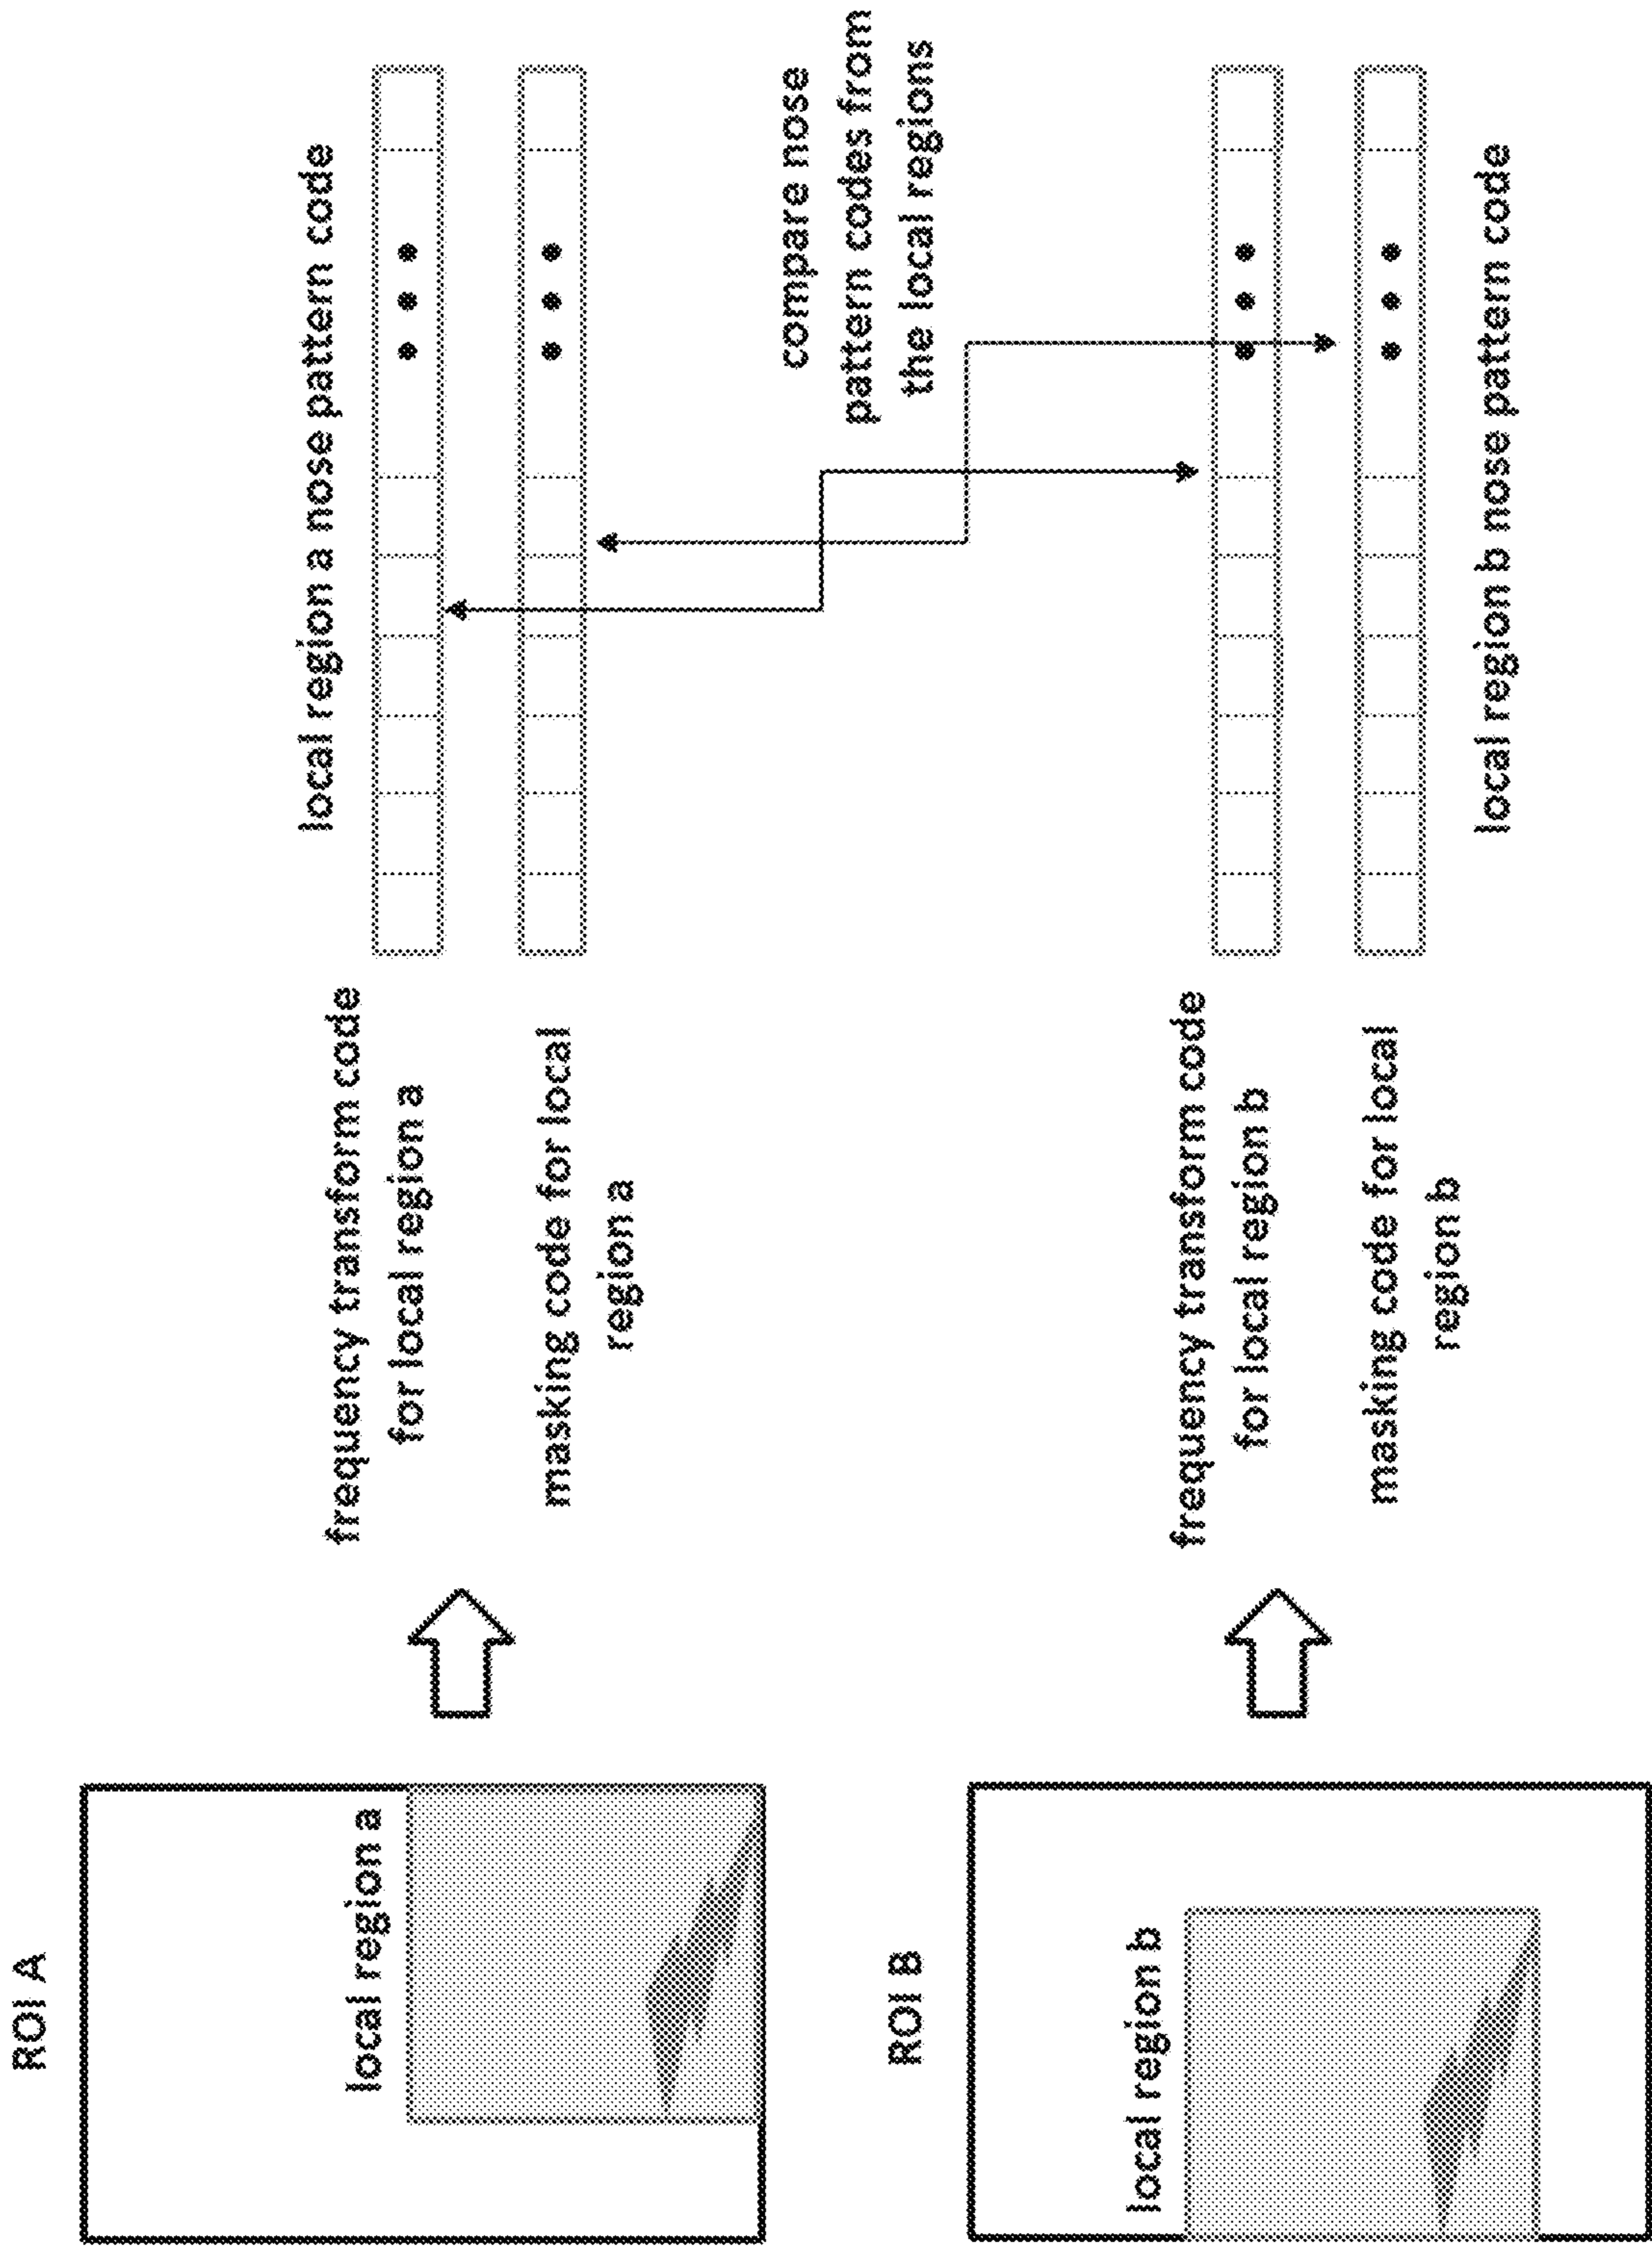 ROI A
local region a
frequency transform code
for local region a
masking code for local
region a
local region a nose pattern code
compare nose
pattern codes from
the local regions
ROI B
local region b
frequency transform code
for local region b
masking code for local
region b
local region b nose pattern code